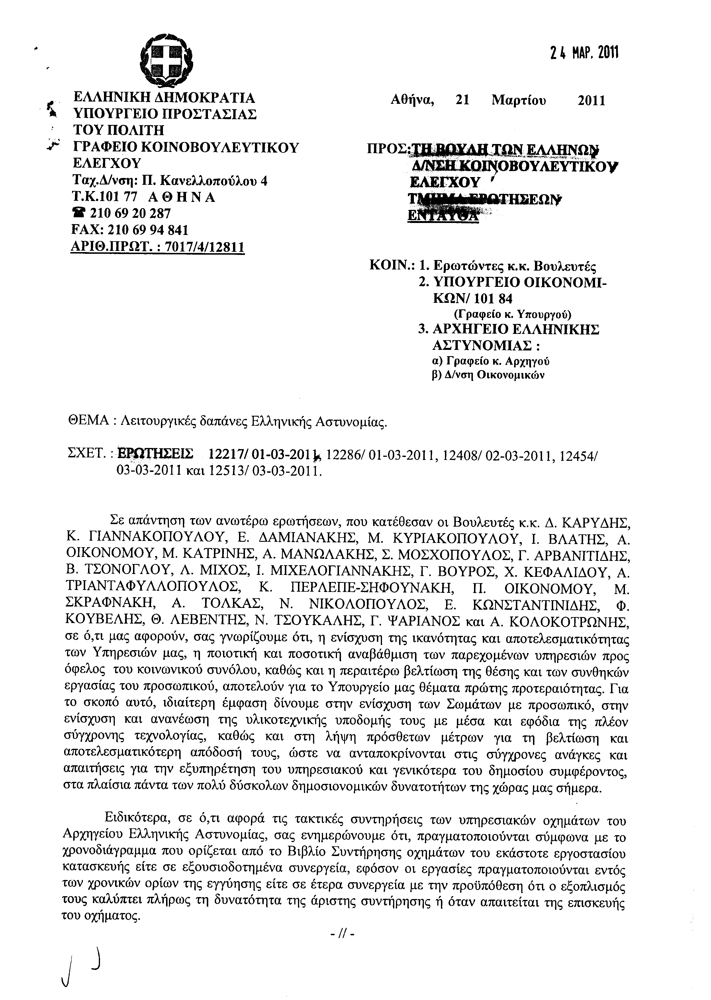 24 ΜΑΡ. 2011
ΕΛΛΗΝΙΚΗ ΔΗΜΟΚΡΑΤΙΑ
ΥΠΟΥΡΓΕΙΟ ΠΡΟΣΤΑΣΙΑΣ
ΤΟΥ ΠΟΛΙΤΗ
ΓΡΑΦΕΙΟ ΚΟΙΝΟΒΟΥΛΕΥΤΙΚΟΥ
ΕΛΕΓΧΟΥ
Ταχ.Δ/νση: Π. Κανελλοπούλου 4
Τ.Κ.101 77 Α Θ Η Ν Α
☎ 210 69 20 287
FAX: 210 69 94 841
ΑΡΙΘ.ΠΡΩΤ. : 7017/4/12811
Αθήνα, 21 Μαρτίου 2011
ΠΡΟΣ:ΤΗ ΒΟΥΛΗ ΤΩΝ ΕΛΛΗΝΩΝ
Δ/ΝΣΗ ΚΟΙΝΟΒΟΥΛΕΥΤΙΚΟΥ
ΕΛΕΓΧΟΥ
ΤΜΗΜΑ ΕΡΩΤΗΣΕΩΝ
ΕΝΤΑΥΘΑ
ΚΟΙΝ.: 1. Ερωτώντες κ.κ. Βουλευτές
2. ΥΠΟΥΡΓΕΙΟ ΟΙΚΟΝΟΜΙ-
ΚΩΝ/ 101 84
(Γραφείο κ. Υπουργού)
3. ΑΡΧΗΓΕΙΟ ΕΛΛΗΝΙΚΗΣ
ΑΣΤΥΝΟΜΙΑΣ :
α) Γραφείο κ. Αρχηγού
β) Δ/νση Οικονομικών
ΘΕΜΑ : Λειτουργικές δαπάνες Ελληνικής Αστυνομίας.
ΣΧΕΤ. : ΕΡΩΤΗΣΕΙΣ 12217/ 01-03-2011, 12286/ 01-03-2011, 12408/ 02-03-2011, 12454/
03-03-2011 και 12513/ 03-03-2011.
Σε απάντηση των ανωτέρω ερωτήσεων, που κατέθεσαν οι Βουλευτές κ.κ. Δ. ΚΑΡΥΔΗΣ,
Κ. ΓΙΑΝΝΑΚΟΠΟΥΛΟΥ, Ε. ΔΑΜΙΑΝΑΚΗΣ, Μ. ΚΥΡΙΑΚΟΠΟΥΛΟΥ, Ι. ΒΛΑΤΗΣ, Α.
ΟΙΚΟΝΟΜΟΥ, Μ. ΚΑΤΡΙΝΗΣ, Α. ΜΑΝΩΛΑΚΗΣ, Σ. ΜΟΣΧΟΠΟΥΛΟΣ, Γ. ΑΡΒΑΝΙΤΙΔΗΣ,
Β. ΤΣΟΝΟΓΛΟΥ, Λ. ΜΙΧΟΣ, Ι. ΜΙΧΕΛΟΓΙΑΝΝΑΚΗΣ, Γ. ΒΟΥΡΟΣ, Χ. ΚΕΦΑΛΙΔΟΥ, Α.
ΤΡΙΑΝΤΑΦΥΛΛΟΠΟΥΛΟΣ, Κ. ΠΕΡΛΕΠΕ-ΣΗΦΟΥΝΑΚΗ, Π. ΟΙΚΟΝΟΜΟΥ, Μ.
ΣΚΡΑΦΝΑΚΗ, Α. ΤΟΛΚΑΣ, Ν. ΝΙΚΟΛΟΠΟΥΛΟΣ, Ε. ΚΩΝΣΤΑΝΤΙΝΙΔΗΣ, Φ.
ΚΟΥΒΕΛΗΣ, Θ. ΛΕΒΕΝΤΗΣ, Ν. ΤΣΟΥΚΑΛΗΣ, Γ. ΨΑΡΙΑΝΟΣ και Α. ΚΟΛΟΚΟΤΡΩΝΗΣ,
σε ό,τι μας αφορούν, σας γνωρίζουμε ότι, η ενίσχυση της ικανότητας και αποτελεσματικότητας
των Υπηρεσιών μας, η ποιοτική και ποσοτική αναβάθμιση των παρεχομένων υπηρεσιών προς
όφελος του κοινωνικού συνόλου, καθώς και η περαιτέρω βελτίωση της θέσης και των συνθηκών
εργασίας του προσωπικού, αποτελούν για το Υπουργείο μας θέματα πρώτης προτεραιότητας. Για
το σκοπό αυτό, ιδιαίτερη έμφαση δίνουμε στην ενίσχυση των Σωμάτων με προσωπικό, στην
ενίσχυση και ανανέωση της υλικοτεχνικής υποδομής τους με μέσα και εφόδια της πλέον
σύγχρονης τεχνολογίας, καθώς και στη λήψη πρόσθετων μέτρων για τη βελτίωση και
αποτελεσματικότερη απόδοσή τους, ώστε να ανταποκρίνονται στις σύγχρονες ανάγκες και
απαιτήσεις για την εξυπηρέτηση του υπηρεσιακού και γενικότερα του δημοσίου συμφέροντος,
στα πλαίσια πάντα των πολύ δύσκολων δημοσιονομικών δυνατοτήτων της χώρας μας σήμερα.
Ειδικότερα, σε ό,τι αφορά τις τακτικές συντηρήσεις των υπηρεσιακών οχημάτων του
Αρχηγείου Ελληνικής Αστυνομίας, σας ενημερώνουμε ότι, πραγματοποιούνται σύμφωνα με το
χρονοδιάγραμμα που ορίζεται από το Βιβλίο Συντήρησης οχημάτων του εκάστοτε εργοστασίου
κατασκευής είτε σε εξουσιοδοτημένα συνεργεία, εφόσον οι εργασίες πραγματοποιούνται εντός
των χρονικών ορίων της εγγύησης είτε σε έτερα συνεργεία με την προϋπόθεση ότι ο εξοπλισμός
τους καλύπτει πλήρως τη δυνατότητα της άριστης συντήρησης ή όταν απαιτείται της επισκευής
του οχήματος.
- // -